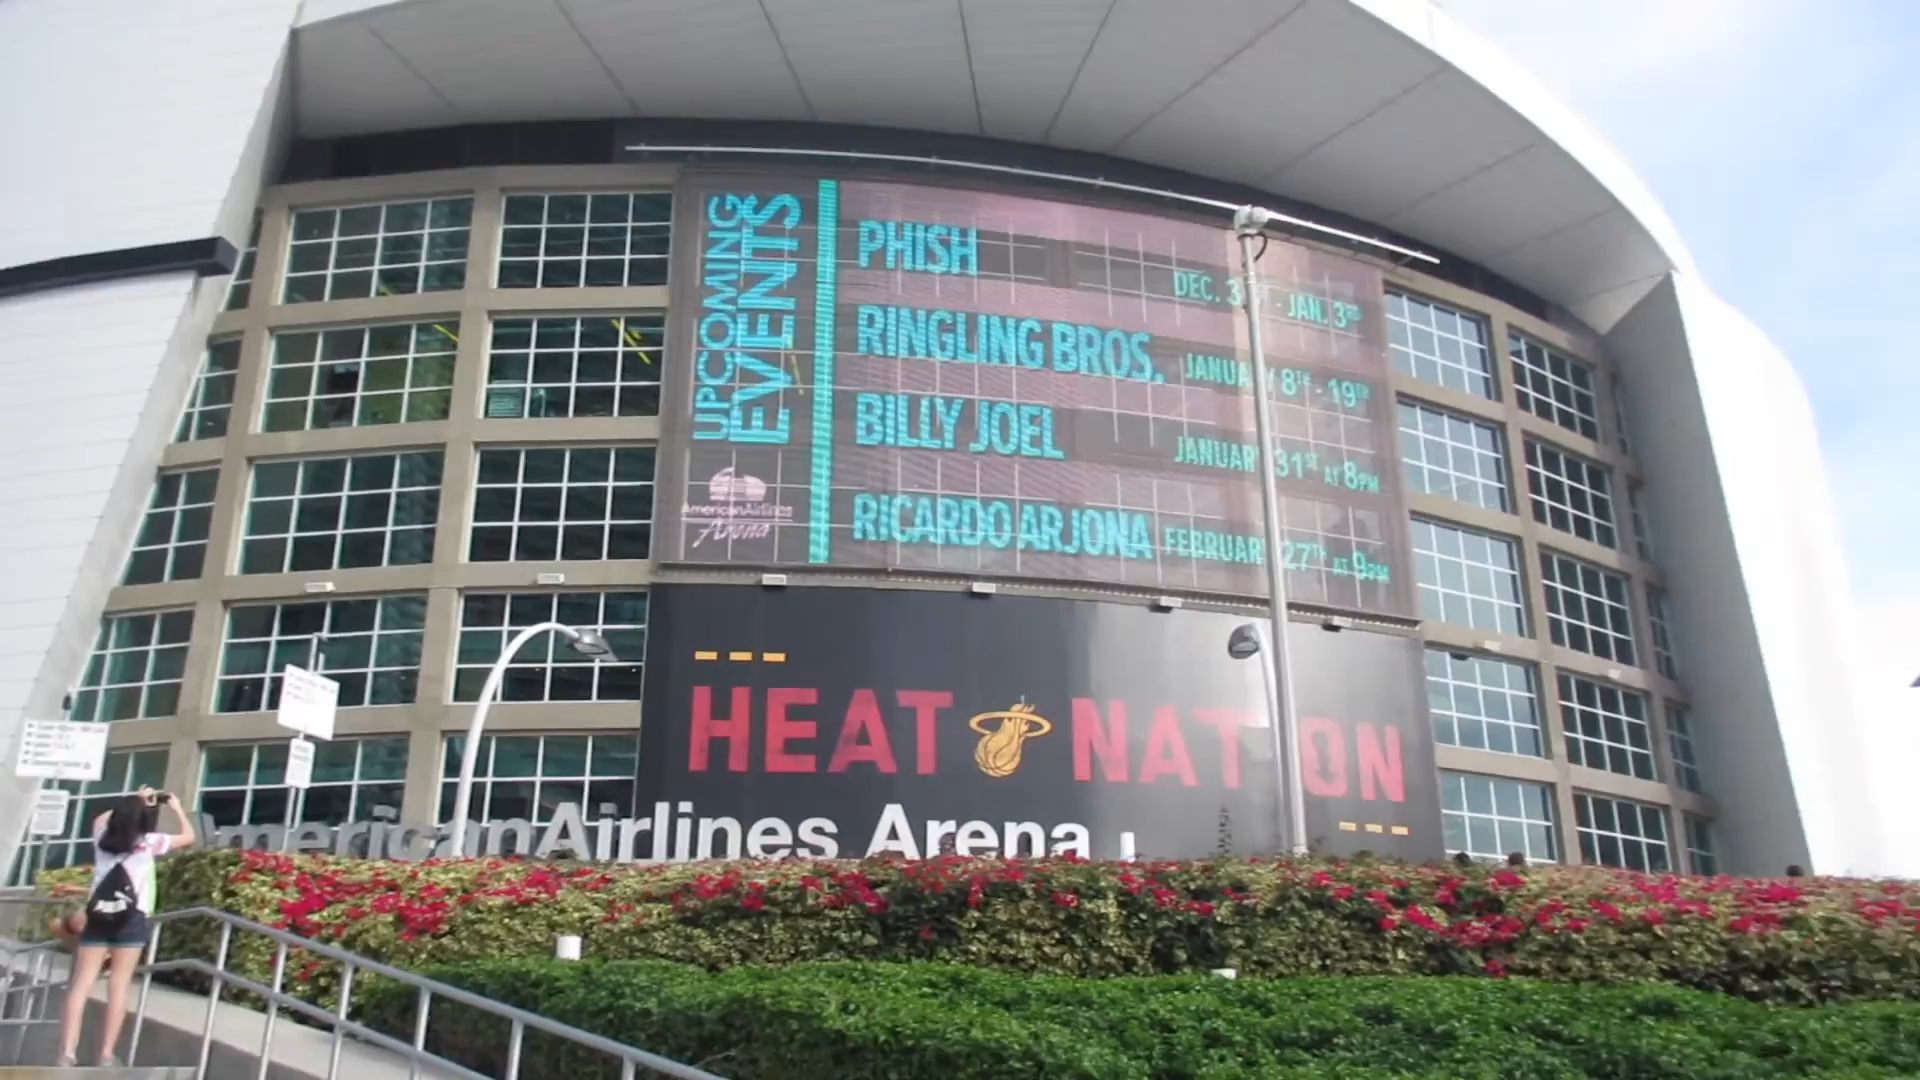 UPCOMING
EVENTS
PHISH
DEC. 3 - JAN. 3RD
RINGLING BROS.
JANUARY 8TH - 19TH
BILLY JOEL
JANUARY 31ST AT 8PM
RICARDO ARJONA
FEBRUARY 27TH AT 9PM
AmericanAirlines
Arena
HEAT NATION
AmericanAirlines Arena